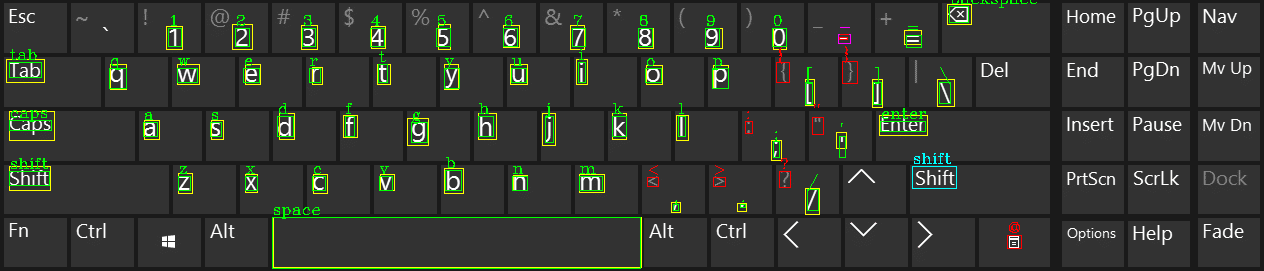 Esc ~ ` ! 1 @ 2 # 3 $ 4 % 5 ^ 6 & 7 * 8 ( 9 ) 0 _ - + = backspace Home PgUp Nav
1 2 3 4 5 6 7 8 9 0
tab Tab q w e r t y u i o p { [ } ] | \ Del End PgDn Mv Up
caps Caps a s d f g h j k l : ; " ' enter Enter Insert Pause Mv Dn
shift Shift z x c v b n m < , > . ? / shift Shift PrtScn ScrLk Dock
Fn Ctrl Alt space Alt Ctrl @ Options Help Fade